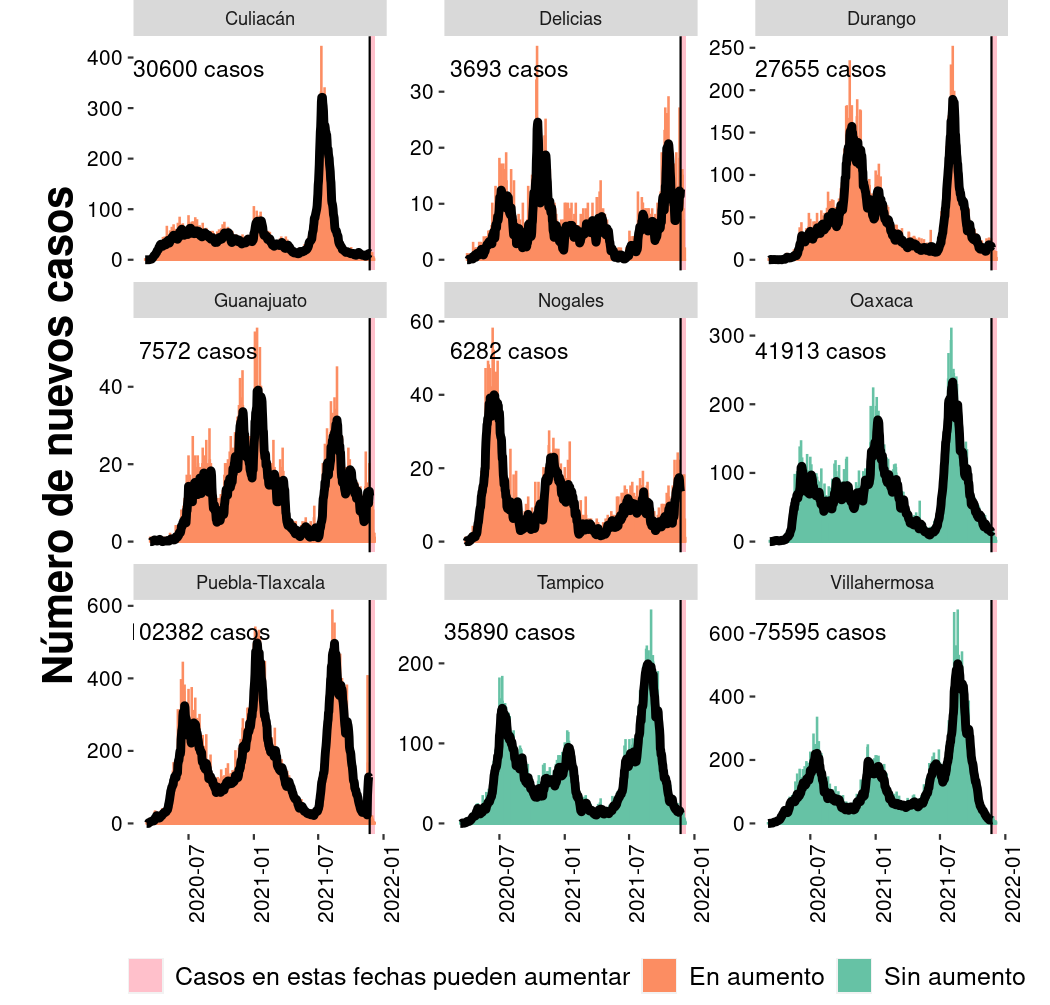 Número de nuevos casos
Culiacán
Delicias
Durango
30600 casos
3693 casos
27655 casos
400
300
200
100
0
30
20
10
0
250
200
150
100
50
0
Guanajuato
Nogales
Oaxaca
7572 casos
6282 casos
41913 casos
40
20
0
60
40
20
0
300
200
100
0
Puebla-Tlaxcala
Tampico
Villahermosa
102382 casos
35890 casos
75595 casos
600
400
200
0
200
100
0
600
400
200
0
2020-07
2021-01
2021-07
2022-01
2020-07
2021-01
2021-07
2022-01
2020-07
2021-01
2021-07
2022-01
Casos en estas fechas pueden aumentar
En aumento
Sin aumento